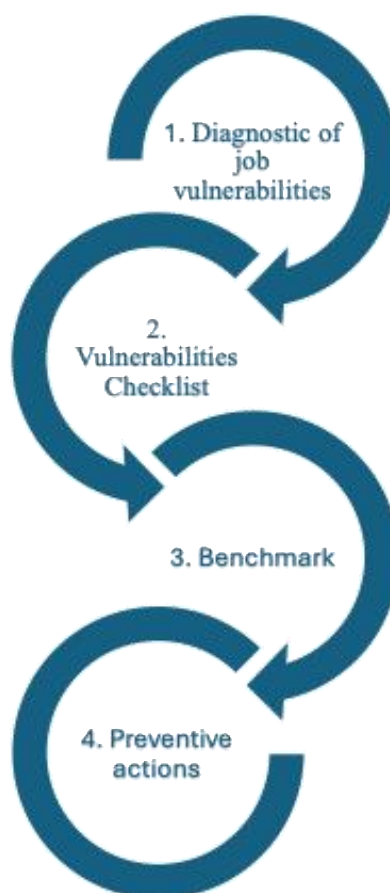 1. Diagnostic of
job
vulnerabilities
2.
Vulnerabilities
Checklist
3. Benchmark
4. Preventive
actions